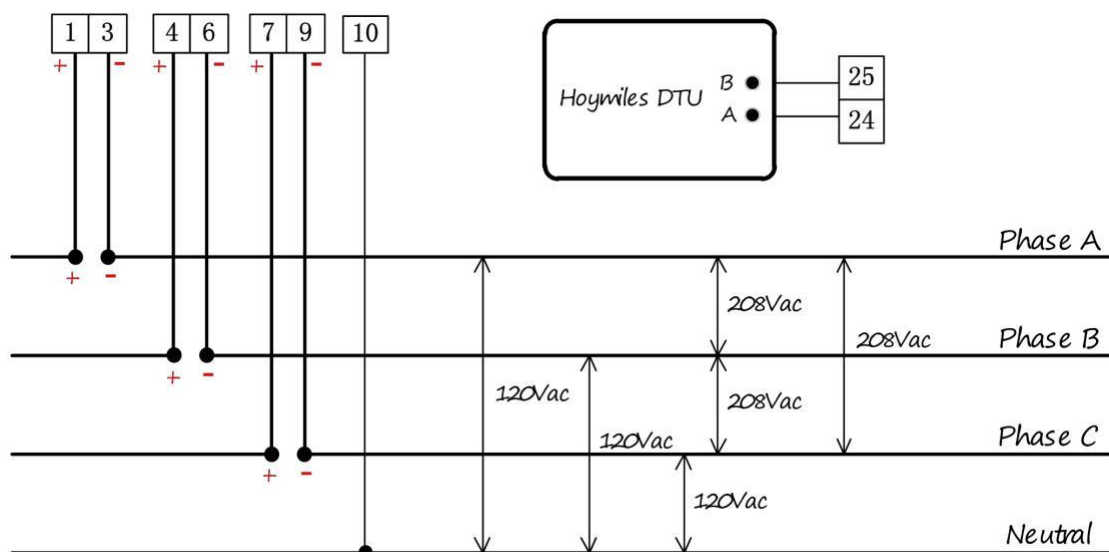 1 3 4 6 7 9 10
+ - + - + -
B 25
Hoymiles DTU
A 24
Phase A
+ -
208Vac
Phase B
208Vac
+ -
120Vac
208Vac
Phase C
120Vac
+ -
120Vac
Neutral